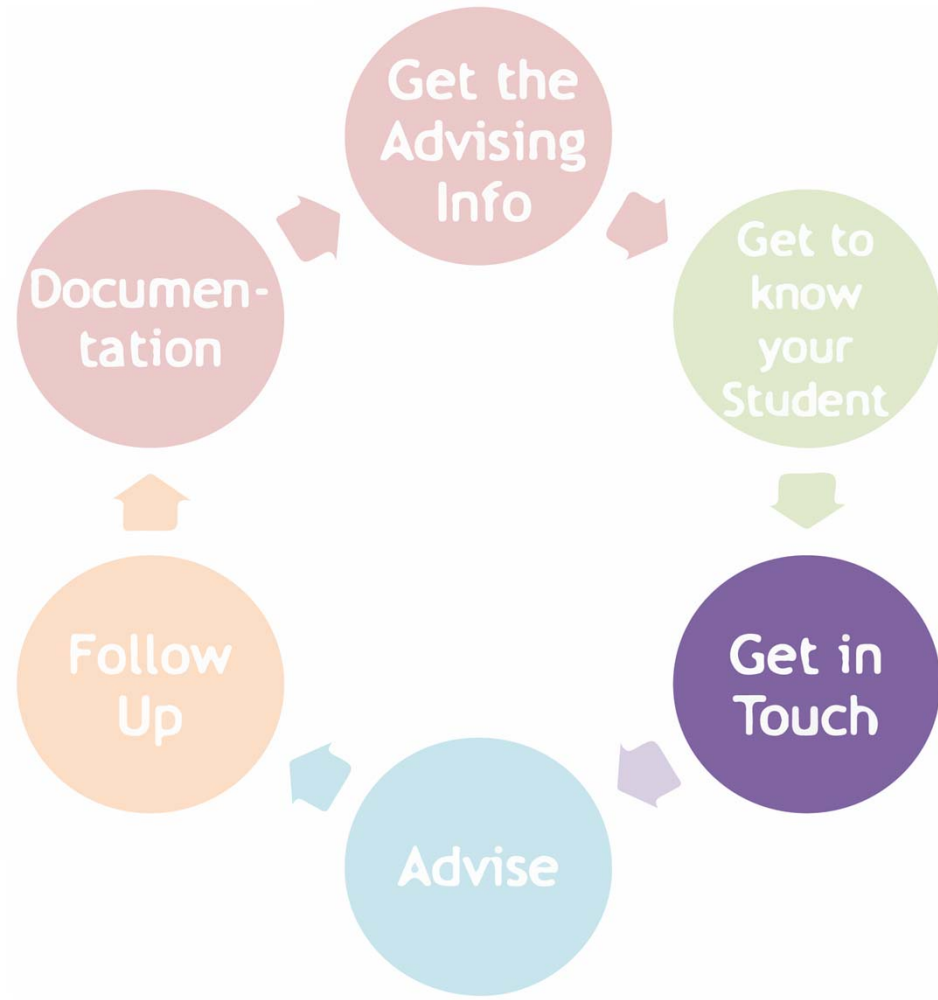 Get the
Advising
Info
Get to
know
your
Student
Get in
Touch
Advise
Follow
Up
Documen-
tation